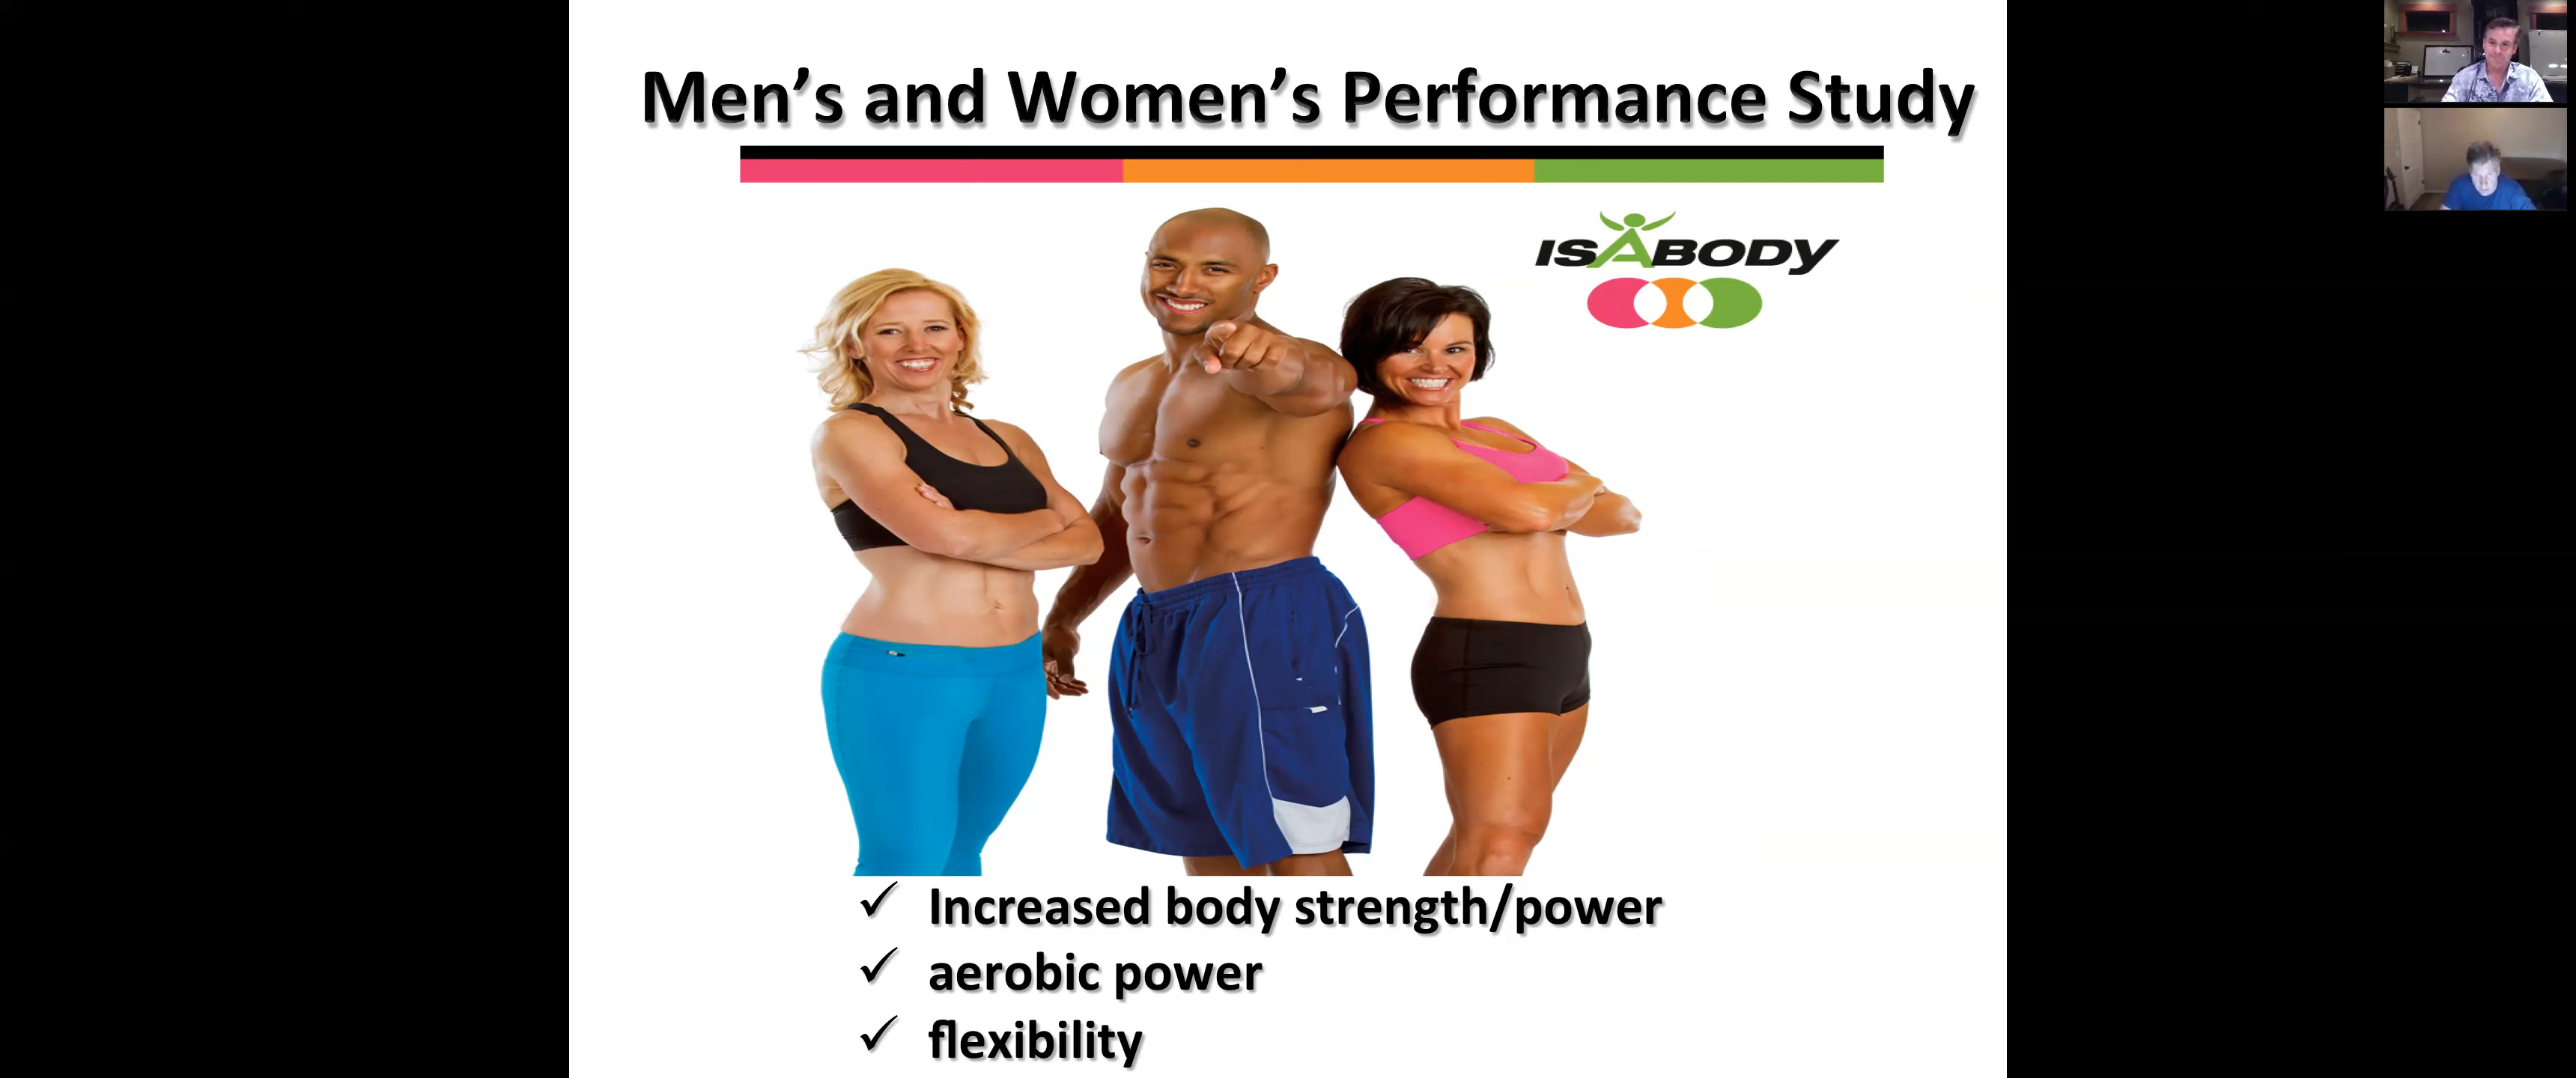 Men's and Women's Performance Study
ISABODY
✓ Increased body strength/power
✓ aerobic power
✓ flexibility